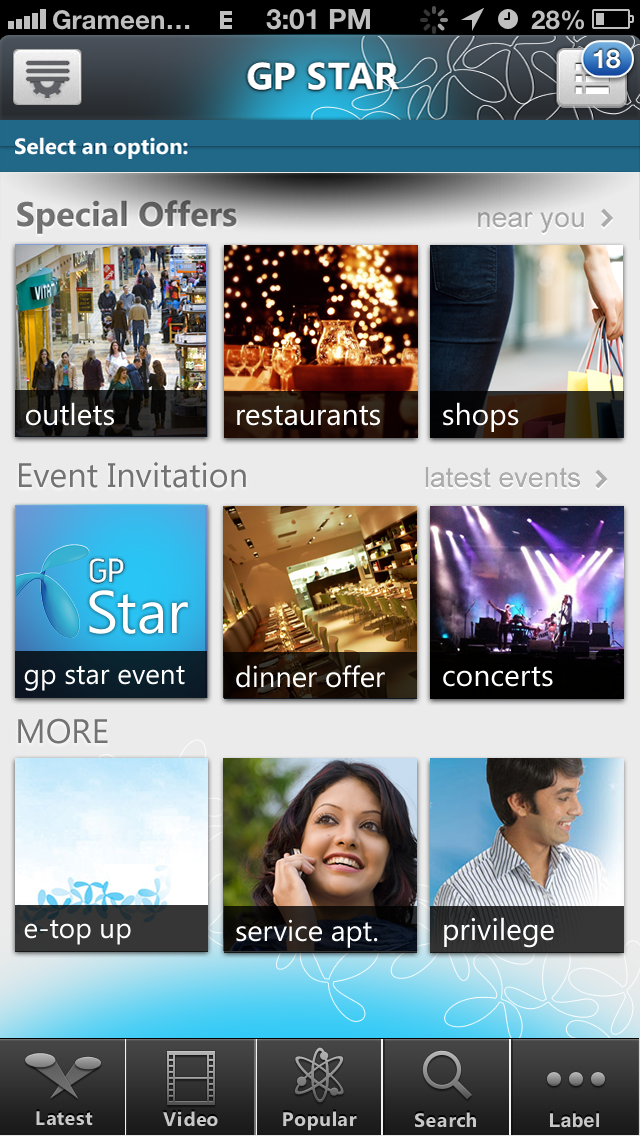 Grameen... E 3:01 PM 28%
GP STAR
18
Select an option:
Special Offers
near you
VITAM
outlets
restaurants
shops
Event Invitation
latest events
GP
Star
gp star event
dinner offer
concerts
MORE
e-top up
service apt.
privilege
Latest
Video
Popular
Search
Label